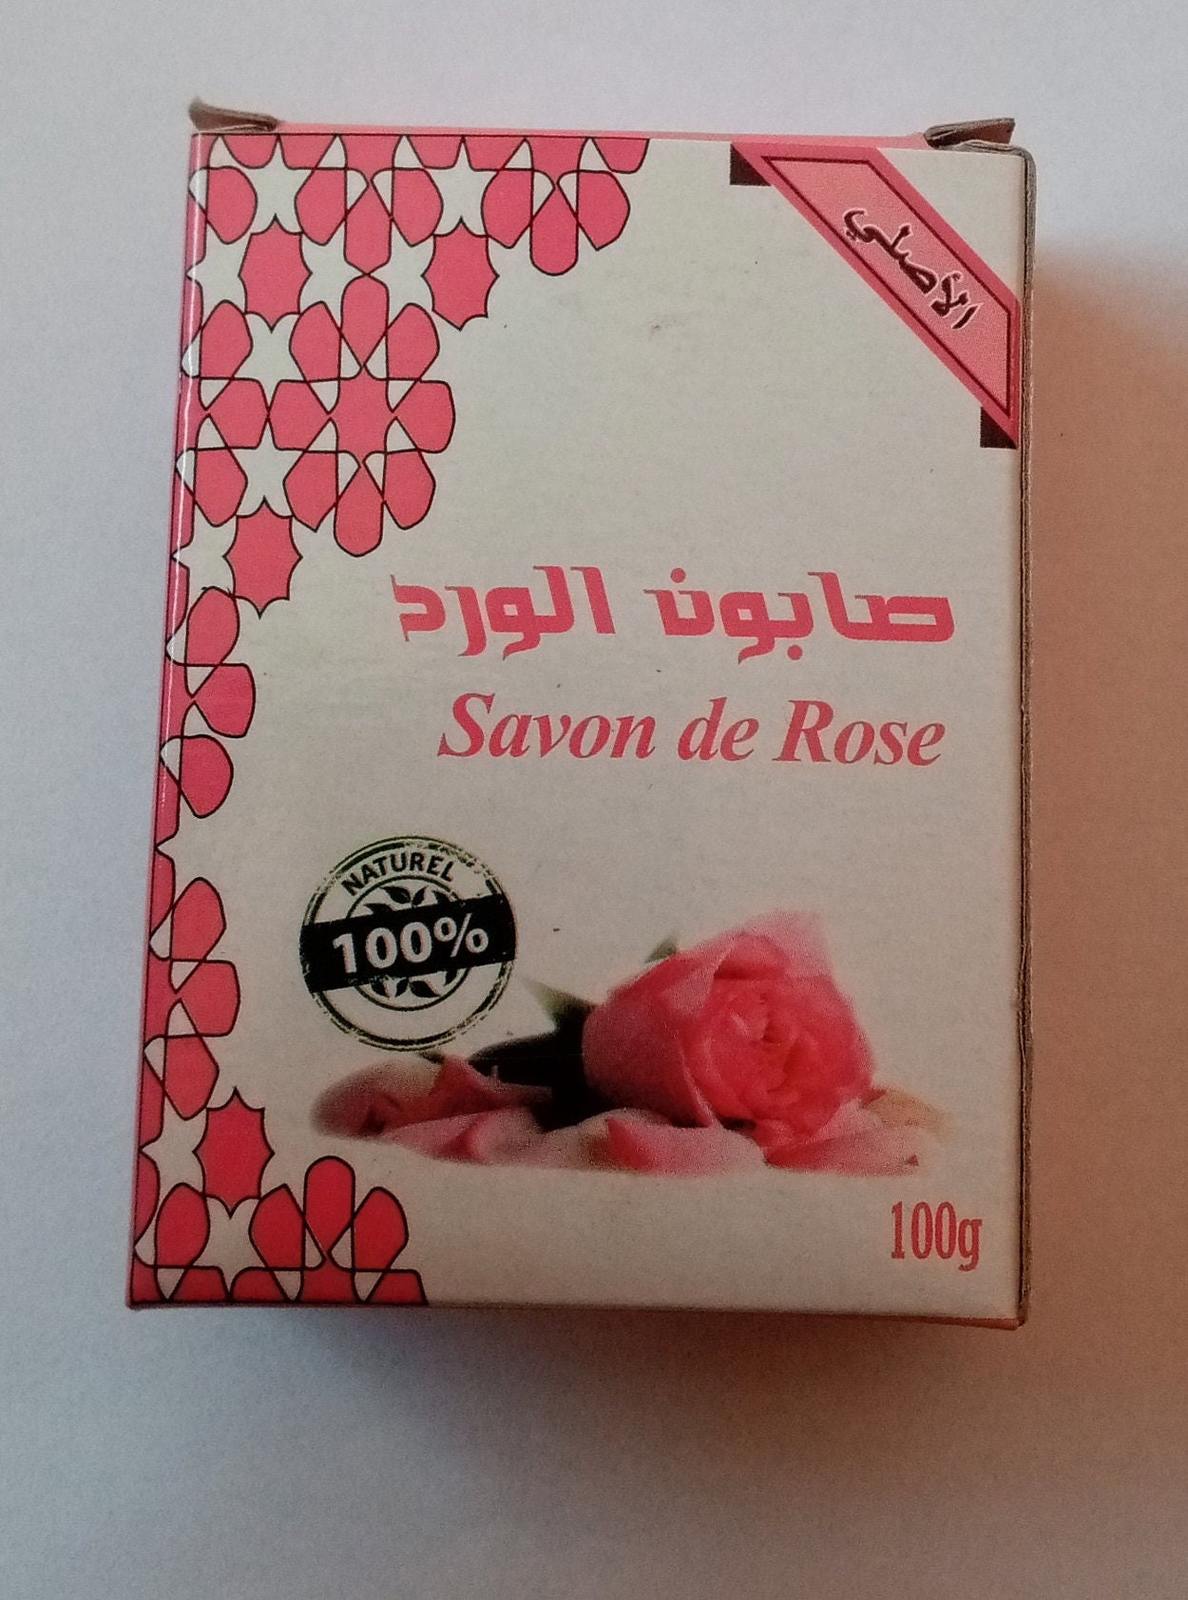 الأصلي
صابون الورد
Savon de Rose
NATUREL
100%
100g